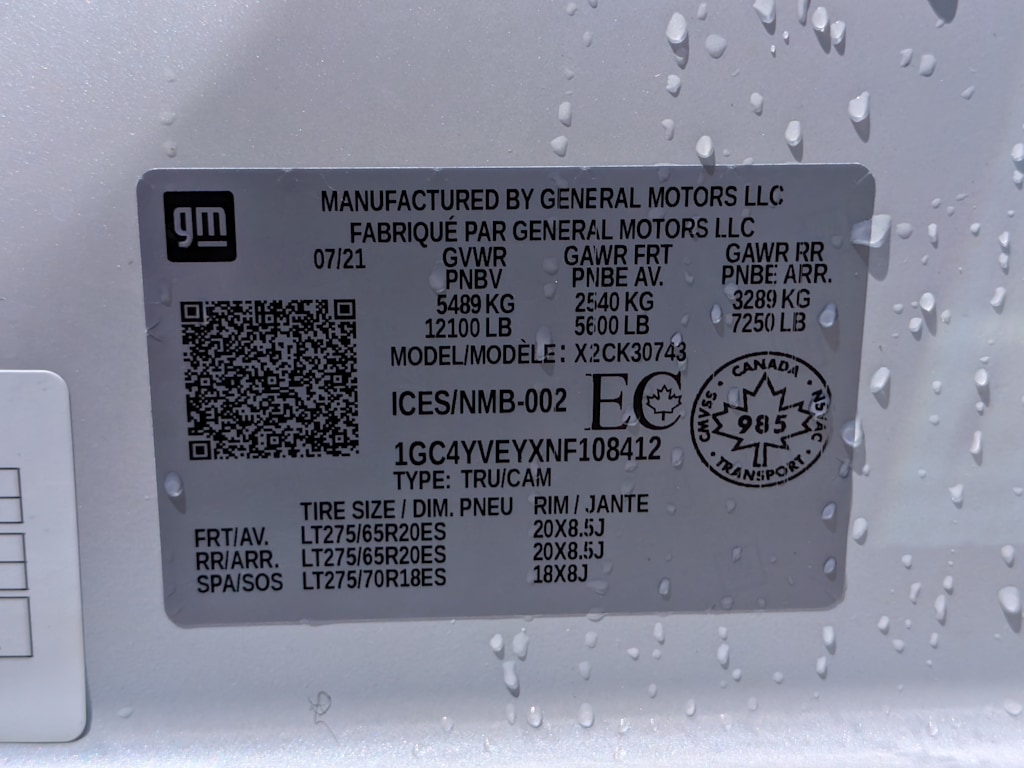 gm
MANUFACTURED BY GENERAL MOTORS LLC
FABRIQUÉ PAR GENERAL MOTORS LLC
07/21 GVWR GAWR FRT GAWR RR
PNBV PNBE AV. PNBE ARR.
5489 KG 2540 KG 3289 KG
12100 LB 5600 LB 7250 LB
MODEL/MODÈLE: X2CK30743
ICES/NMB-002 EC
CANADA
CMVSS 985 NSVAC
TRANSPORT
1GC4YVEYXNF108412
TYPE: TRU/CAM
TIRE SIZE / DIM. PNEU RIM / JANTE
FRT/AV. LT275/65R20ES 20X8.5J
RR/ARR. LT275/65R20ES 20X8.5J
SPA/SOS LT275/70R18ES 18X8J